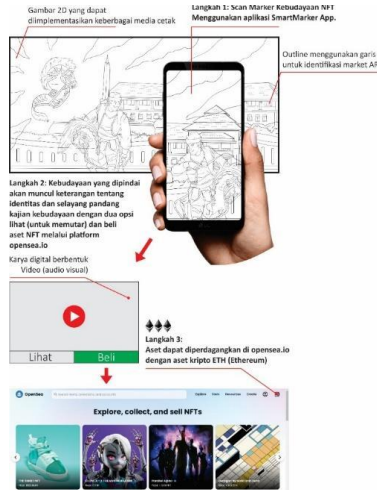 Gambar 2D yang dapat
diimplementasikan keberbagai media cetak
Langkah 1: Scan Marker Kebudayaan NFT
Menggunakan aplikasi SmartMarker App.
Outline menggunakan garis
untuk identifikasi market AR
Langkah 2: Kebudayaan yang dipindai
akan muncul keterangan tentang
identitas dan selayang pandang
kajian kebudayaan dengan dua opsi
lihat (untuk memutar) dan beli
aset NFT melalui platform
opensea.io
Karya digital berbentuk
Video (audio visual)
Lihat
Beli
Langkah 3:
Aset dapat diperdagangkan di opensea.io
dengan aset kripto ETH (Ethereum)
OpenSea
Explore
Create
Explore, collect, and sell NFTs